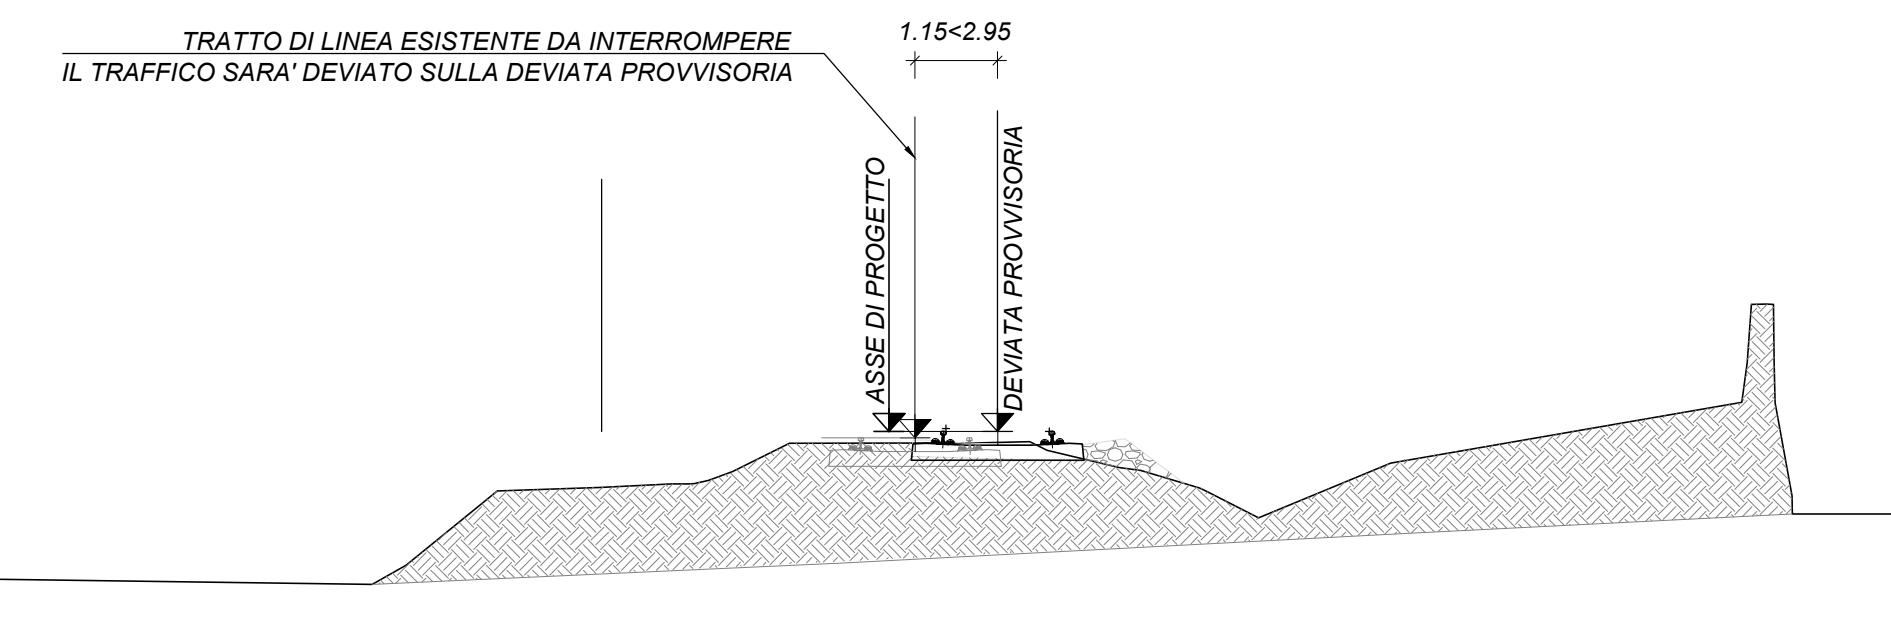 1.15<2.95
TRATTO DI LINEA ESISTENTE DA INTERROMPERE
IL TRAFFICO SARA' DEVIATO SULLA DEVIATA PROVVISORIA
ASSE DI PROGETTO
DEVIATA PROVVISORIA